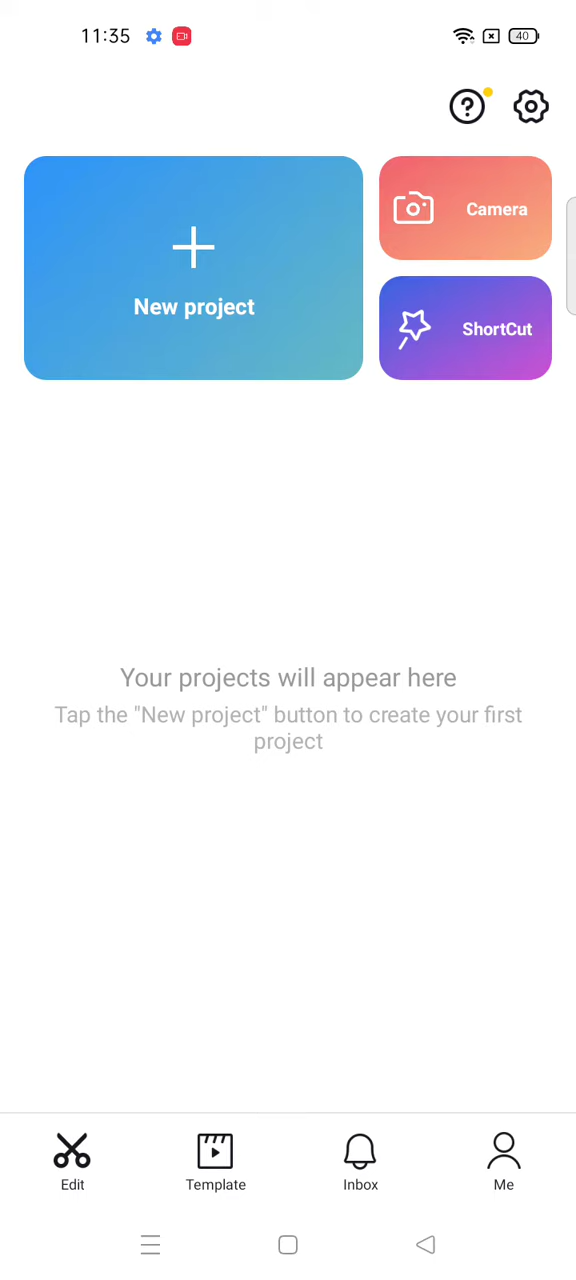 11:35
40
Camera
New project
ShortCut
Your projects will appear here
Tap the "New project" button to create your first
project
Edit
Template
Inbox
Me